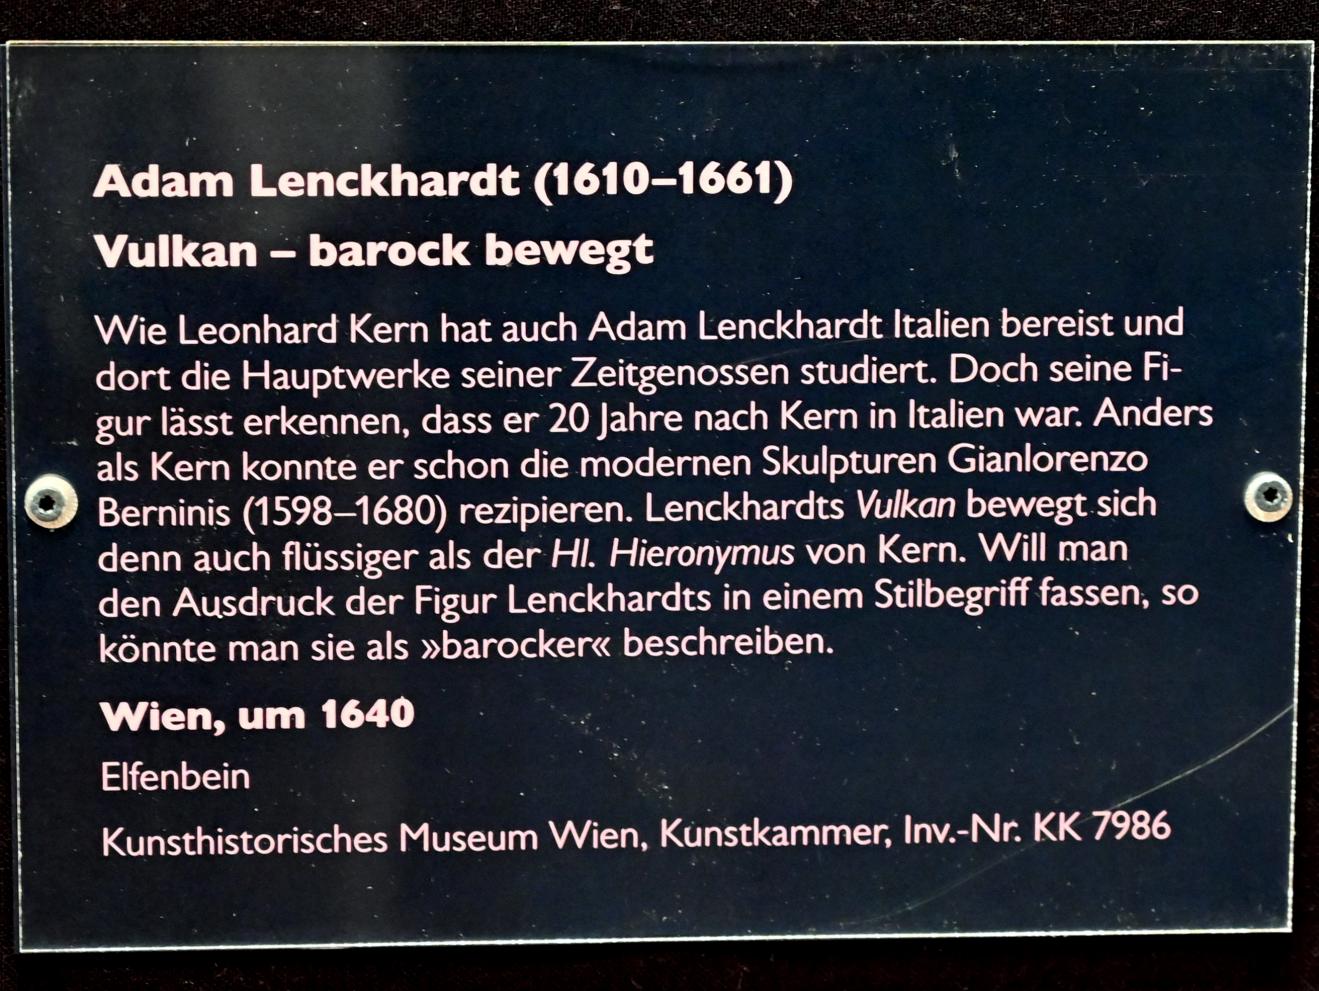 Adam Lenckhardt (1610–1661)
Vulkan – barock bewegt
Wie Leonhard Kern hat auch Adam Lenckhardt Italien bereist und
dort die Hauptwerke seiner Zeitgenossen studiert. Doch seine Fi-
gur lässt erkennen, dass er 20 Jahre nach Kern in Italien war. Anders
als Kern konnte er schon die modernen Skulpturen Gianlorenzo
Berninis (1598–1680) rezipieren. Lenckhardts Vulkan bewegt sich
denn auch flüssiger als der Hl. Hieronymus von Kern. Will man
den Ausdruck der Figur Lenckhardts in einem Stilbegriff fassen, so
könnte man sie als »barocker« beschreiben.
Wien, um 1640
Elfenbein
Kunsthistorisches Museum Wien, Kunstkammer, Inv.-Nr. KK 7986